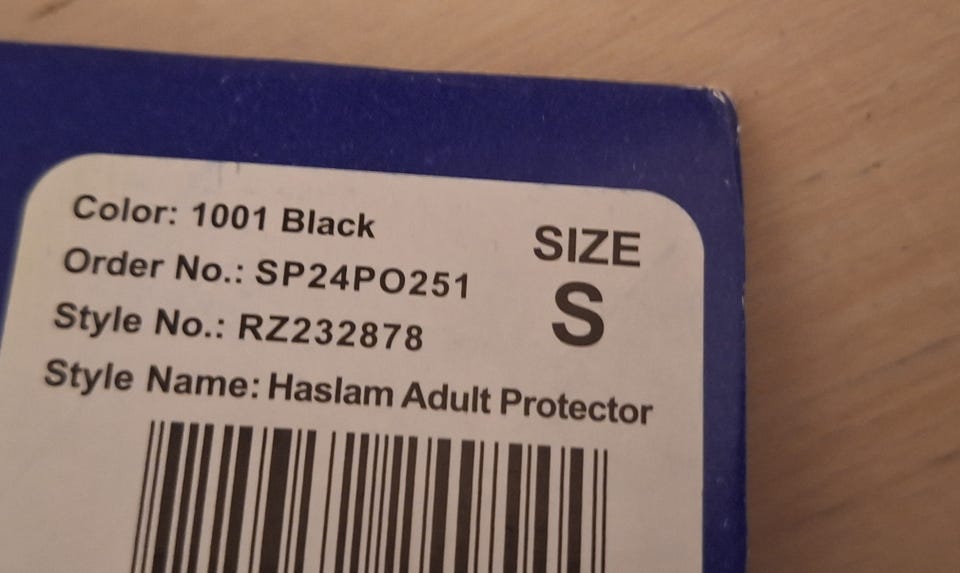 Color: 1001 Black
Order No.: SP24PO251
Style No.: RZ232878
Style Name: Haslam Adult Protector
SIZE
S